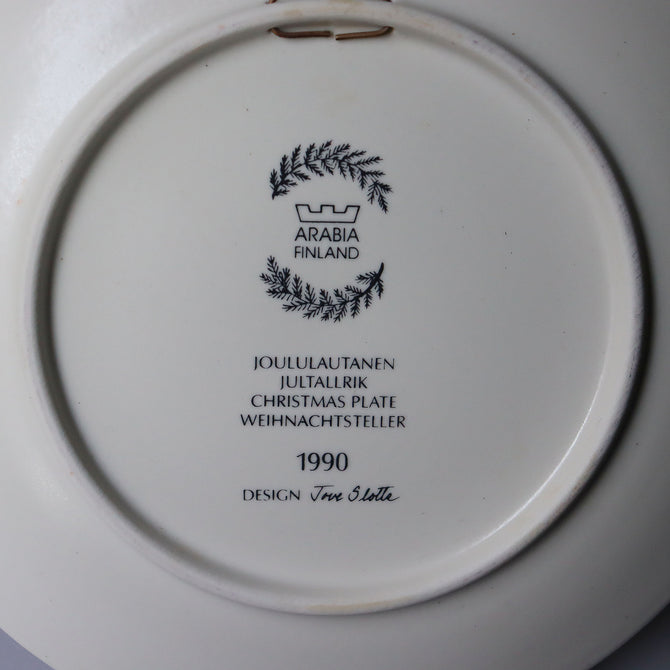 ARABIA
FINLAND
JOULULAUTANEN
JULTALLRIK
CHRISTMAS PLATE
WEIHNACHTSTELLER
1990
DESIGN Tove Slotte